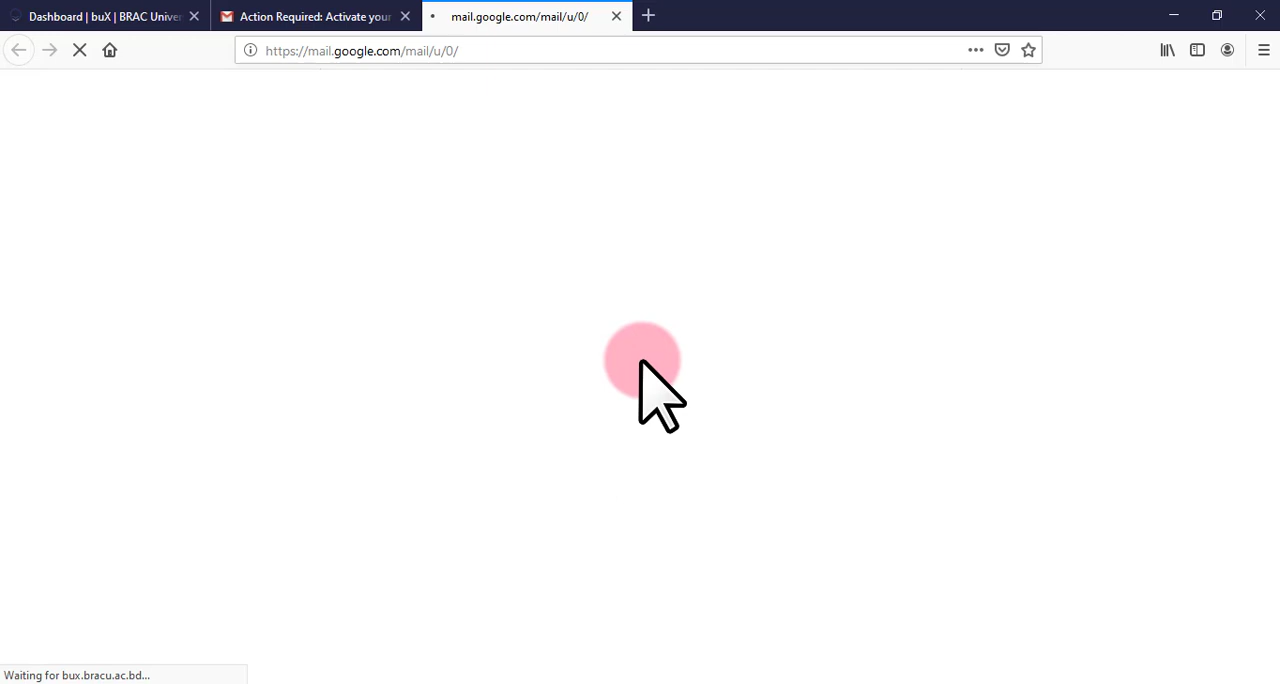 Dashboard | buX | BRAC Univer
Action Required: Activate your
mail.google.com/mail/u/0/
https://mail.google.com/mail/u/0/
Waiting for bux.bracu.ac.bd...